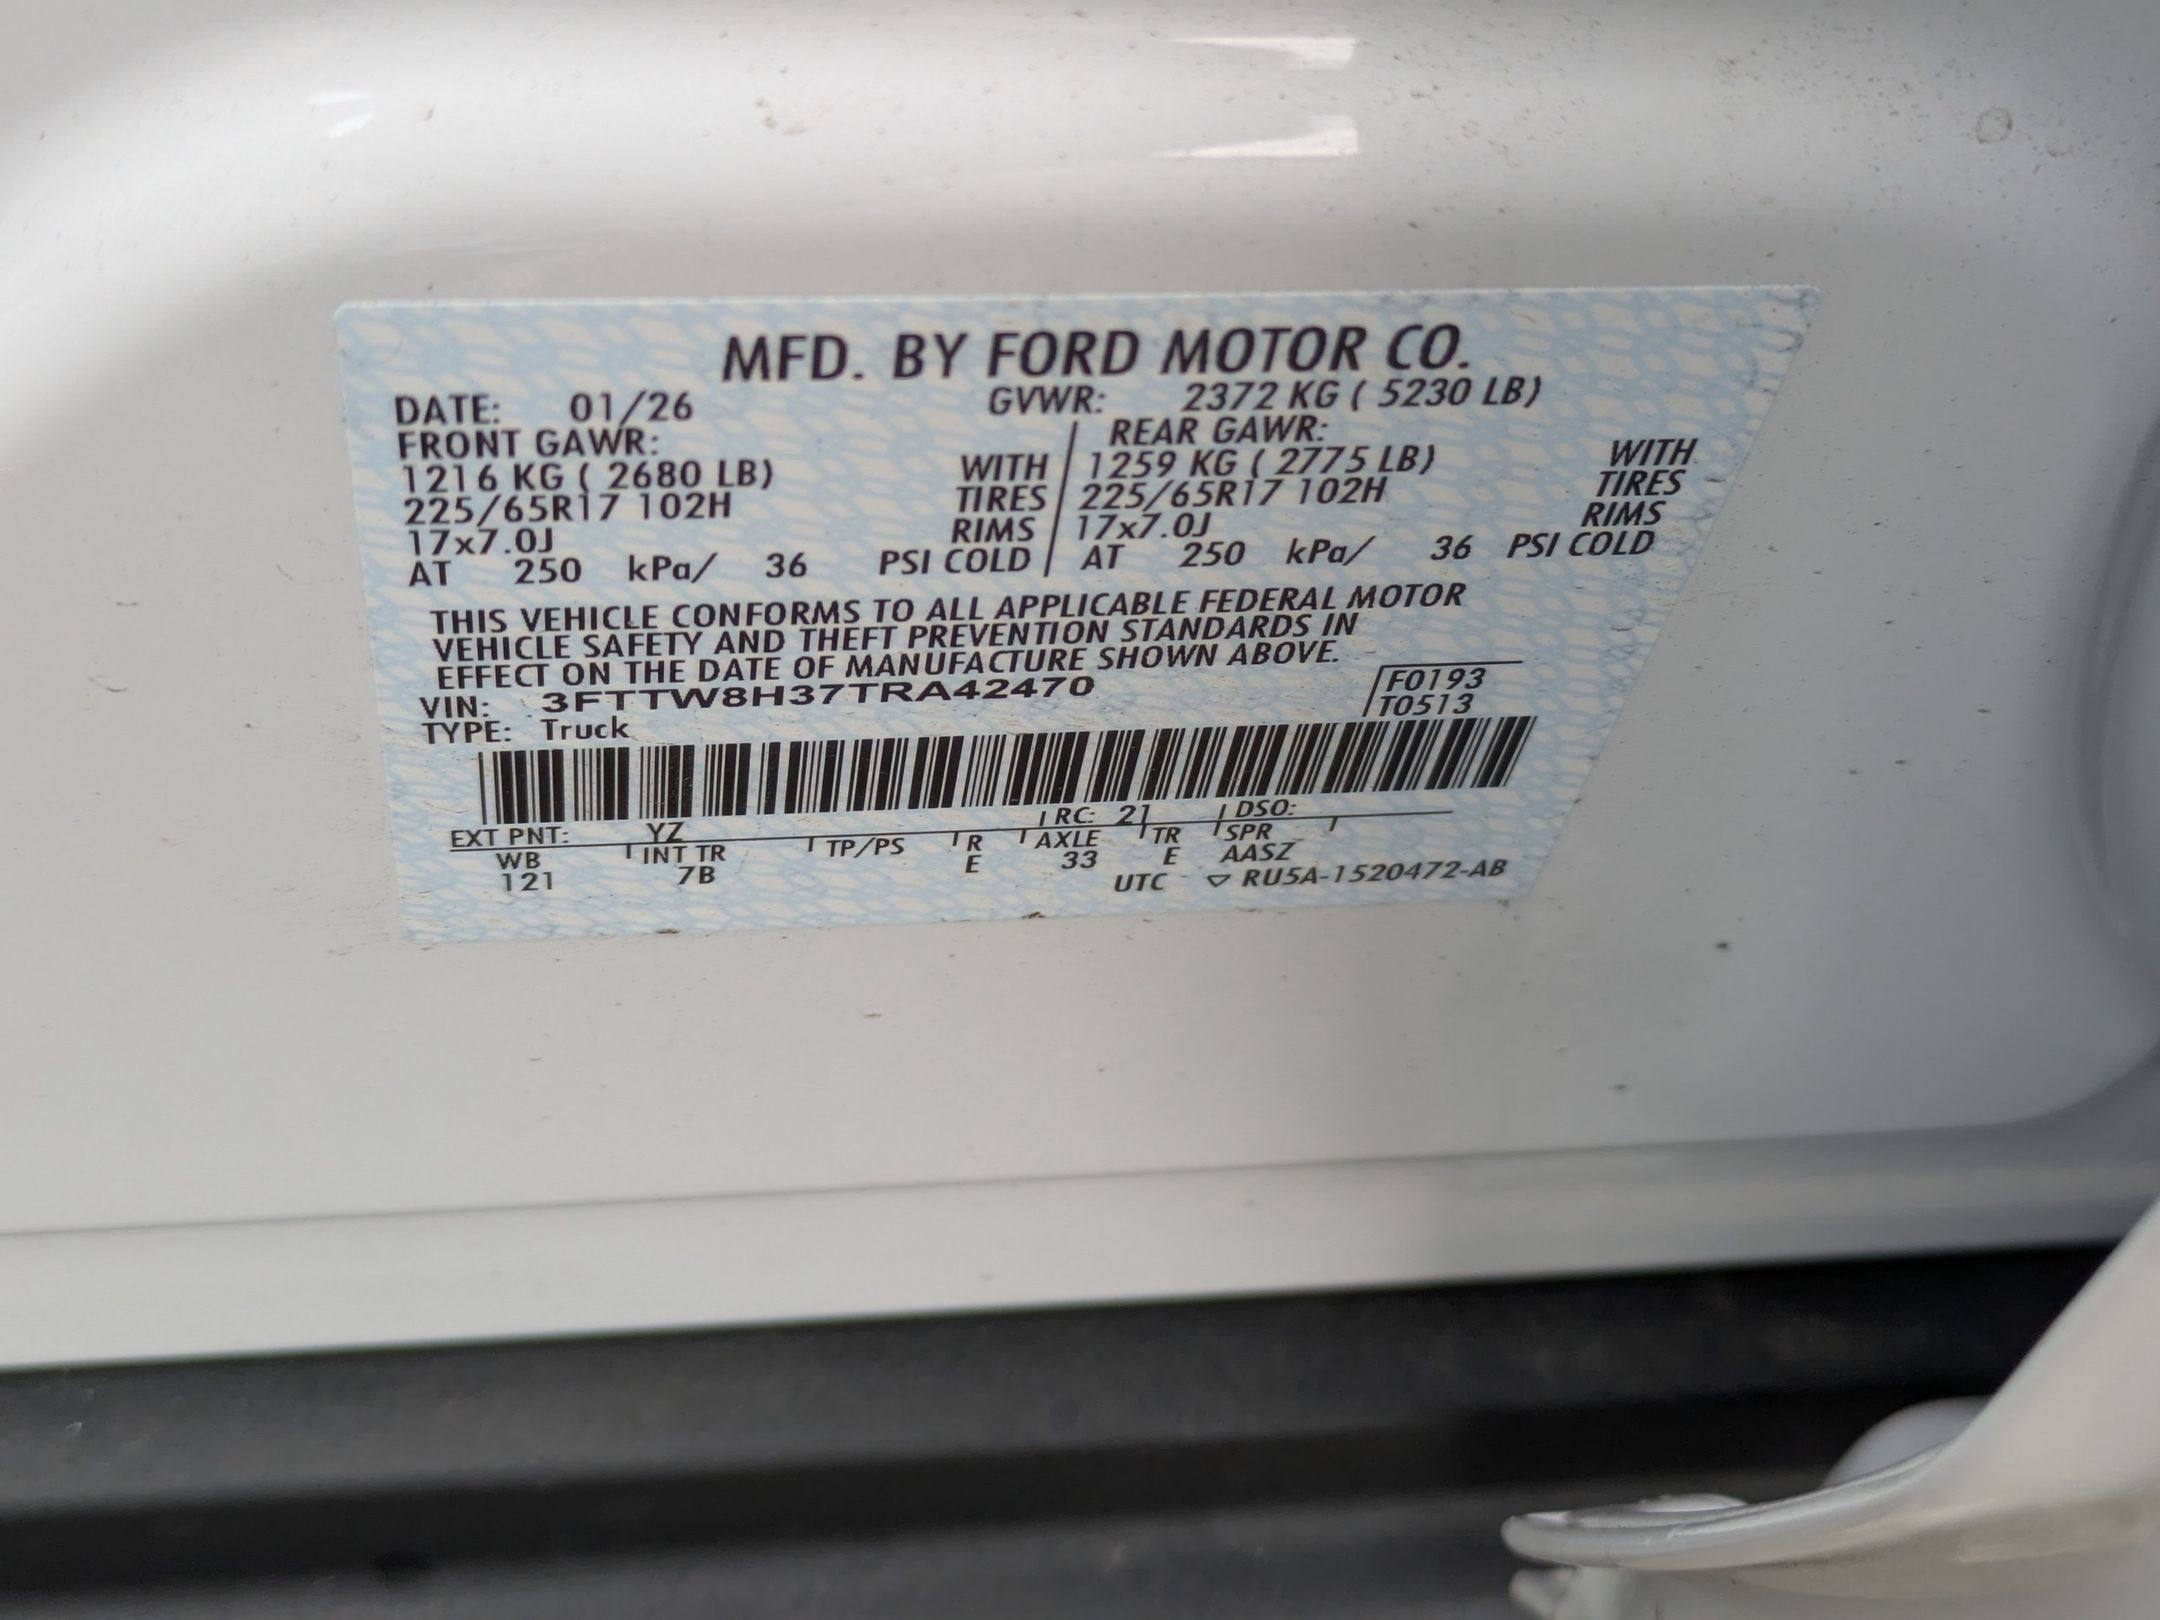 MFD. BY FORD MOTOR CO.
DATE: 01/26 GVWR: 2372 KG ( 5230 LB)
FRONT GAWR: REAR GAWR:
1216 KG ( 2680 LB) WITH 1259 KG ( 2775 LB) WITH
225/65R17 102H TIRES 225/65R17 102H TIRES
17x7.0J RIMS 17x7.0J RIMS
AT 250 kPa/ 36 PSI COLD AT 250 kPa/ 36 PSI COLD
THIS VEHICLE CONFORMS TO ALL APPLICABLE FEDERAL MOTOR
VEHICLE SAFETY AND THEFT PREVENTION STANDARDS IN
EFFECT ON THE DATE OF MANUFACTURE SHOWN ABOVE.
VIN: 3FTTW8H37TRA42470 F0193
TYPE: Truck T0513
EXT PNT: YZ RC: 21 DSO:
WB INT TR TP/PS R AXLE TR SPR
121 7B E 33 E AASZ
UTC ▽ RU5A-1520472-AB